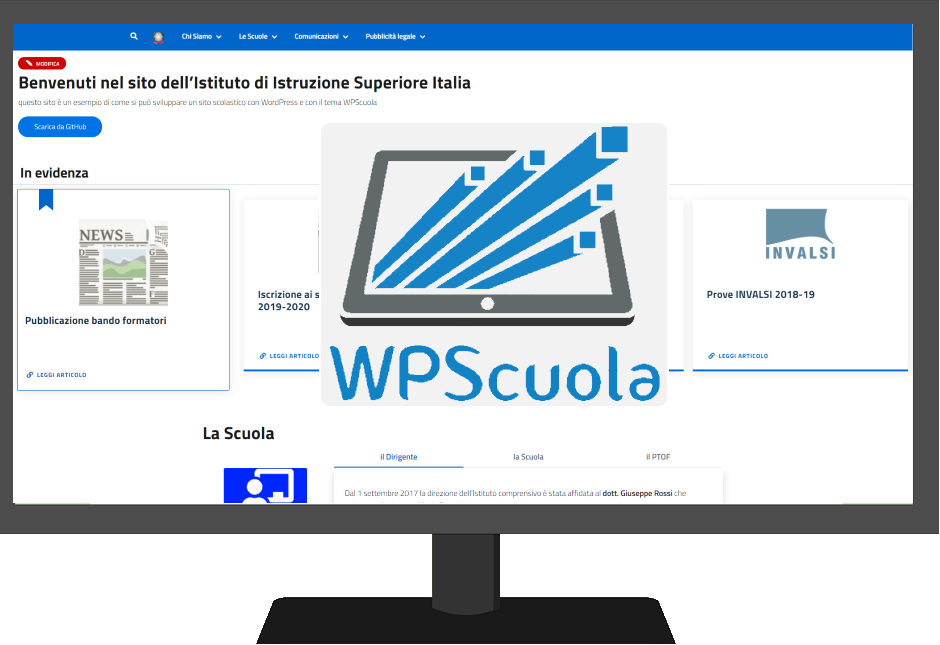 Chi Siamo Le Scuole Comunicazioni Pubblicità legale
MODIFICA
Benvenuti nel sito dell'Istituto di Istruzione Superiore Italia
questo sito è un esempio di come si può sviluppare un sito scolastico con WordPress e con il tema WPScuola
Scarica da GitHub
In evidenza
NEWS
Pubblicazione bando formatori
LEGGI ARTICOLO
Iscrizione ai s
2019-2020
LEGGI ARTICOLO
WPScuola
INVALSI
Prove INVALSI 2018-19
LEGGI ARTICOLO
La Scuola
il Dirigente la Scuola il PTOF
Dal 1 settembre 2017 la direzione dell'Istituto comprensivo è stata affidata al dott. Giuseppe Rossi che